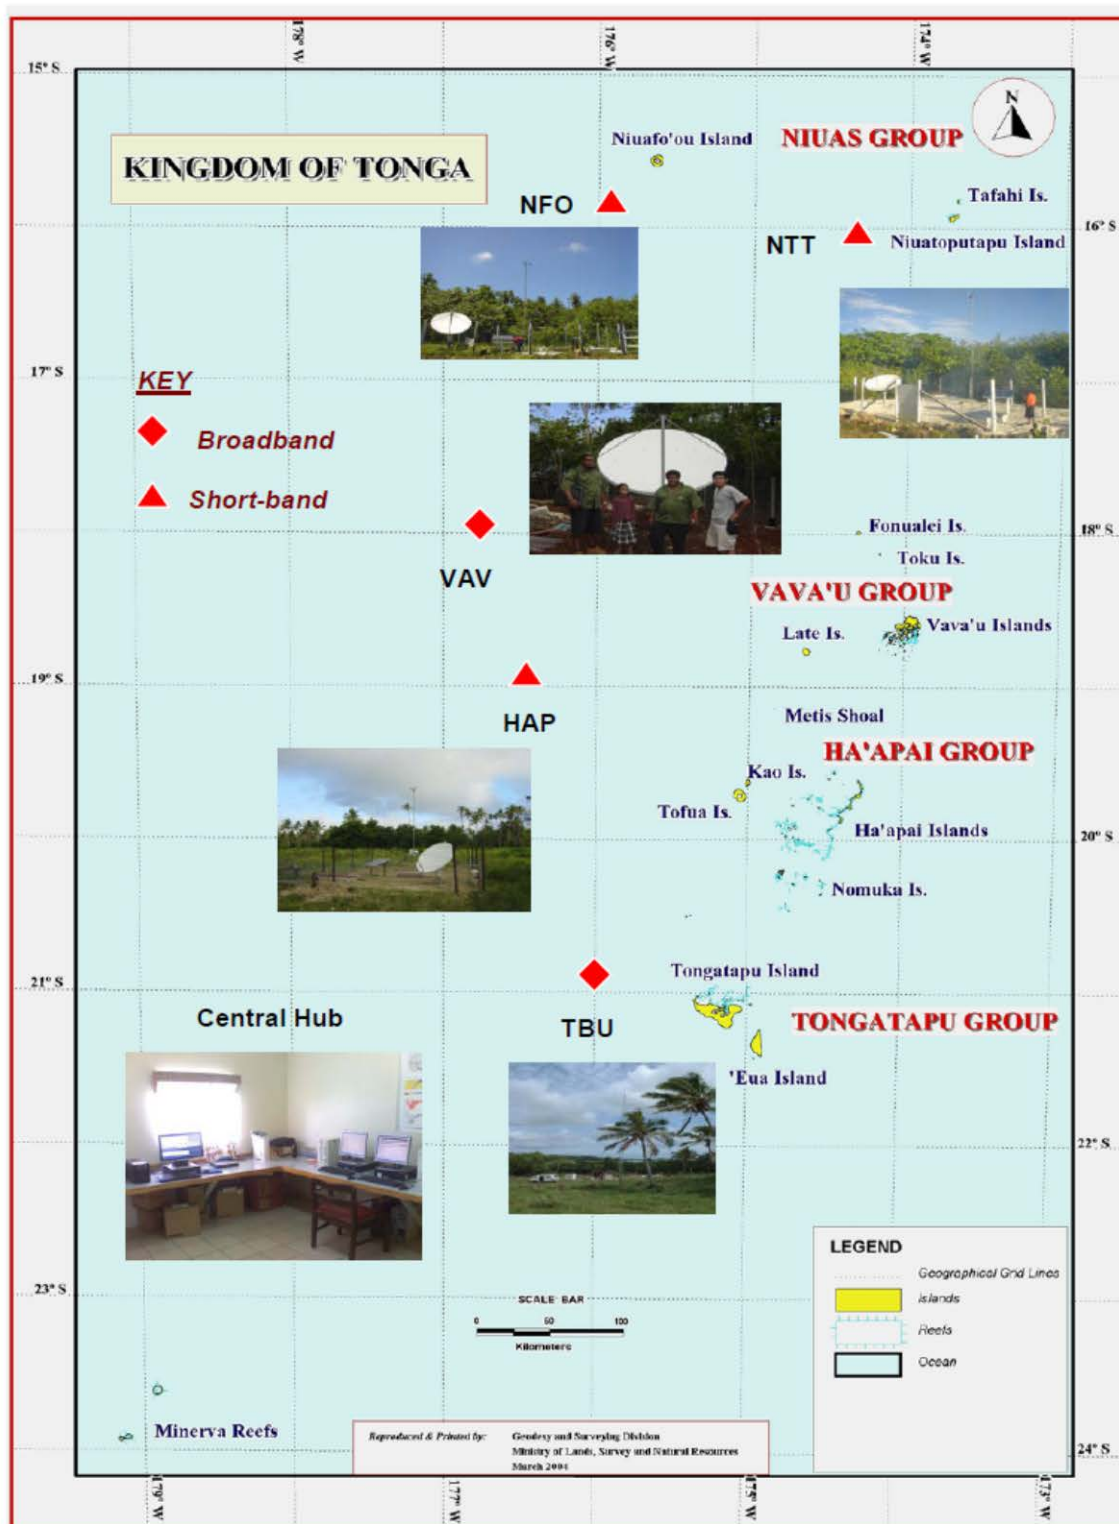 178° W
176° W
174° W
15° S
N
KINGDOM OF TONGA
Niuafo'ou Island
NIUAS GROUP
NFO
Tafahi Is.
NTT
Niuatoputapu Island
16° S
17° S
KEY
Broadband
Short-band
Fonualei Is.
18° S
Toku Is.
VAV
VAVA'U GROUP
Late Is.
Vava'u Islands
19° S
HAP
Metis Shoal
HA'APAI GROUP
Kao Is.
Tofua Is.
Ha'apai Islands
20° S
Nomuka Is.
21° S
Tongatapu Island
Central Hub
TBU
TONGATAPU GROUP
'Eua Island
22° S
LEGEND
Geographical Grid Lines
Islands
Reefs
Ocean
23° S
SCALE BAR
0 50 100
Kilometers
Minerva Reefs
Reproduced & Printed by: Geodesy and Surveying Division
Ministry of Lands, Survey and Natural Resources
March 2004
24° S
179° W
177° W
175° W
173° W